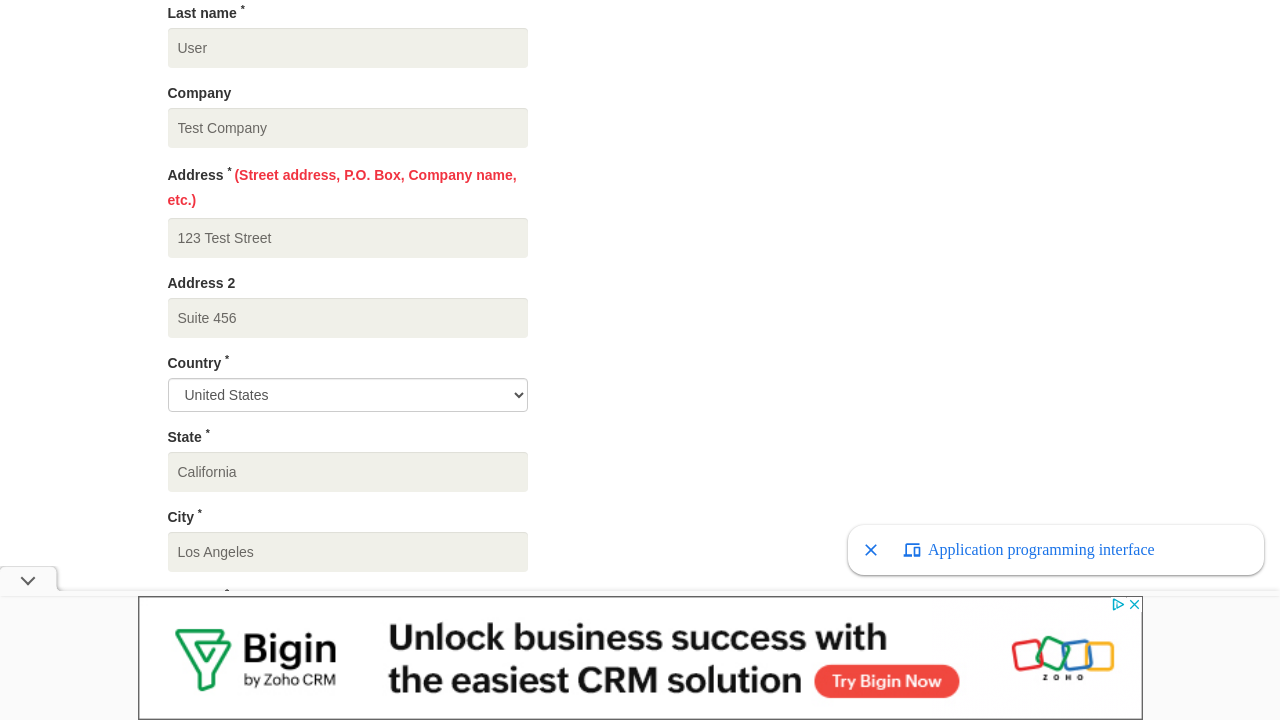 Last name *
User
Company
Test Company
Address * (Street address, P.O. Box, Company name,
etc.)
123 Test Street
Address 2
Suite 456
Country *
United States
State *
California
City *
Los Angeles
Application programming interface
Bigin
by Zoho CRM
Unlock business success with
the easiest CRM solution
Try Bigin Now
ZOHO